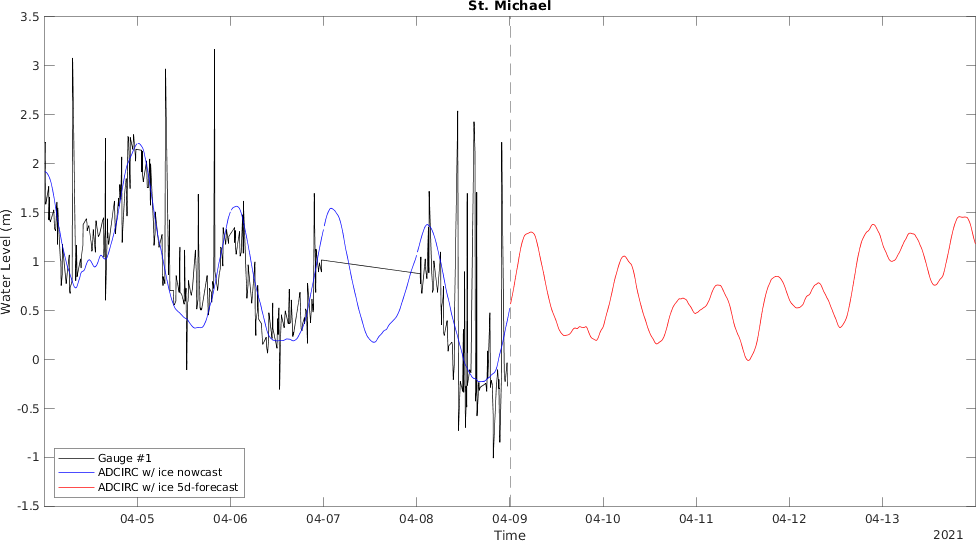 St. Michael
3.5
3
2.5
2
1.5
1
0.5
0
-0.5
-1
-1.5
Water Level (m)
Gauge #1
ADCIRC w/ ice nowcast
ADCIRC w/ ice 5d-forecast
04-05 04-06 04-07 04-08 04-09 04-10 04-11 04-12 04-13
Time
2021